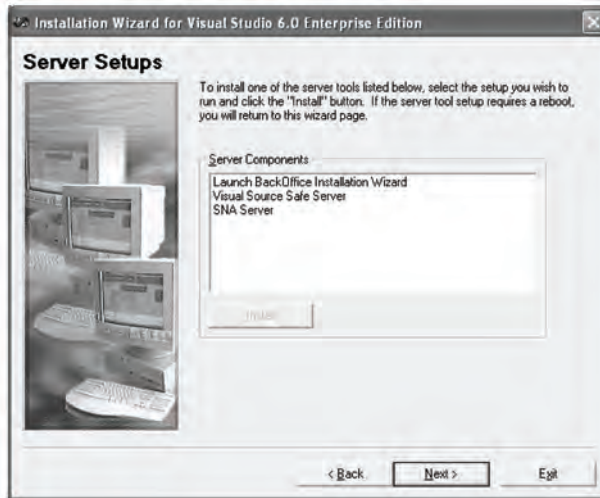 Installation Wizard for Visual Studio 6.0 Enterprise Edition
Server Setups
To install one of the server tools listed below, select the setup you wish to
run and click the "Install" button. If the server tool setup requires a reboot,
you will return to this wizard page.
Server Components
Launch BackOffice Installation Wizard
Visual Source Safe Server
SNA Server
Install
< Back
Next >
Exit